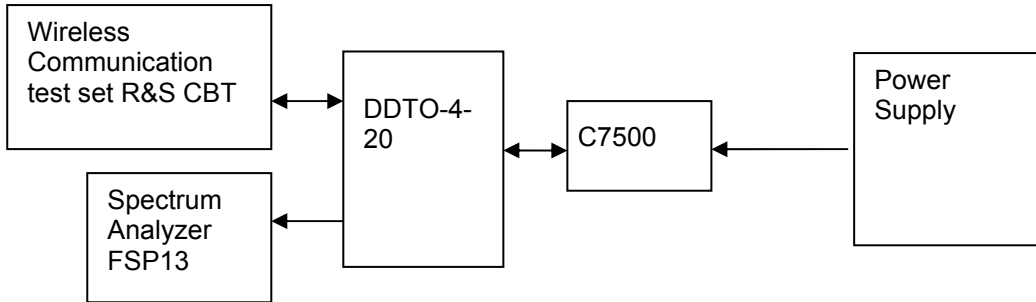 Wireless
Communication
test set R&S CBT
DDTO-4-
20
C7500
Power
Supply
Spectrum
Analyzer
FSP13